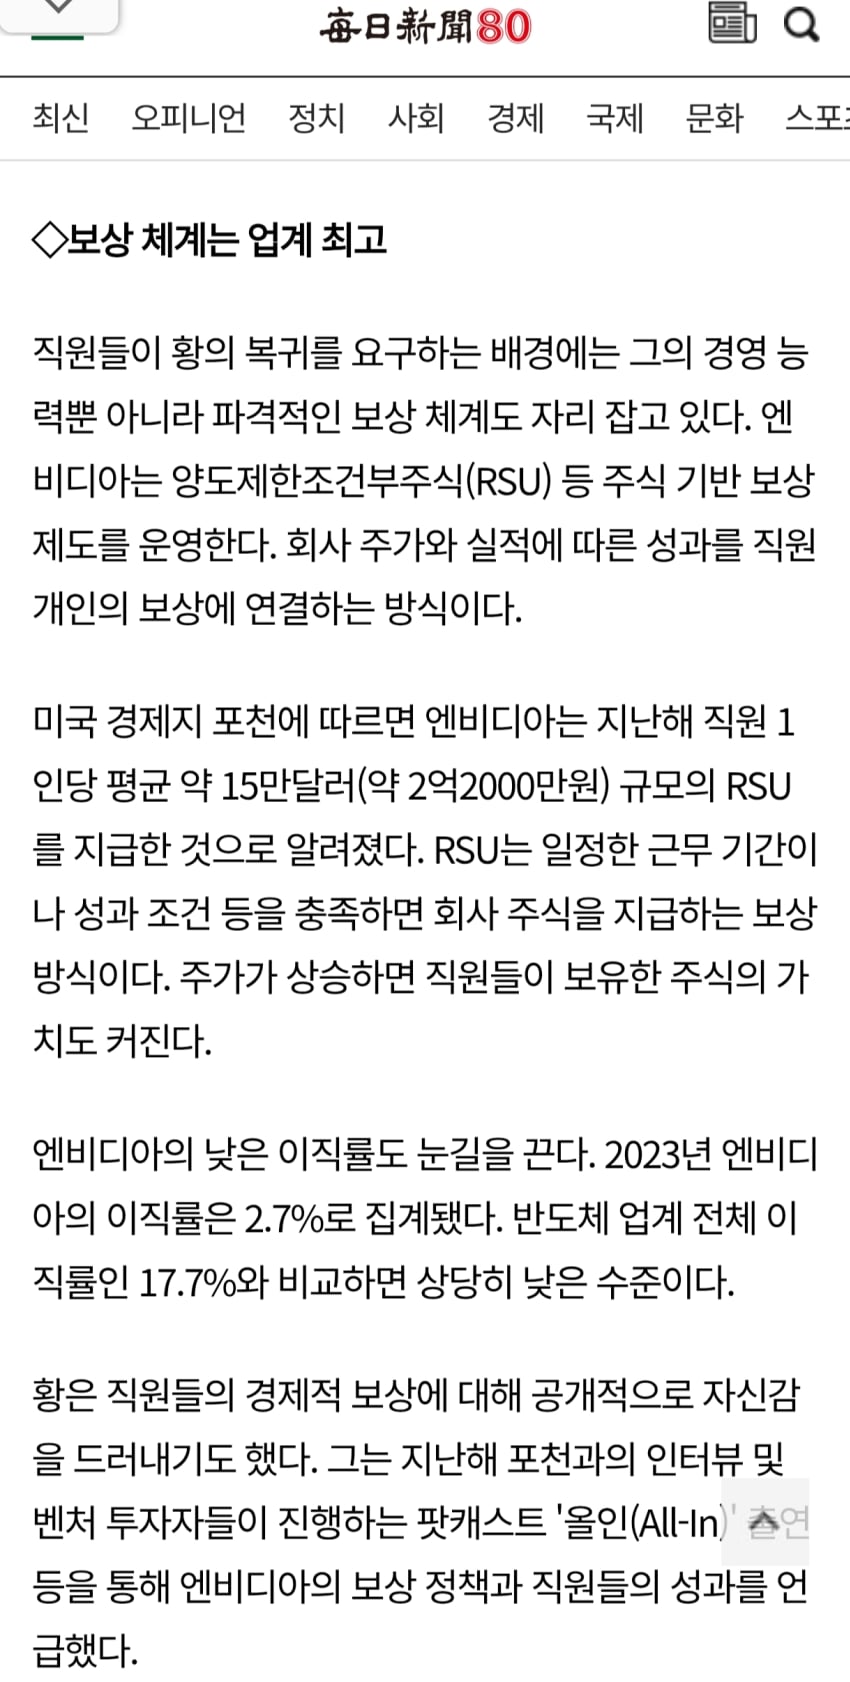 每日新聞80
최신 오피니언 정치 사회 경제 국제 문화 스포츠
◇보상 체계는 업계 최고
직원들이 황의 복귀를 요구하는 배경에는 그의 경영 능
력뿐 아니라 파격적인 보상 체계도 자리 잡고 있다. 엔
비디아는 양도제한조건부주식(RSU) 등 주식 기반 보상
제도를 운영한다. 회사 주가와 실적에 따른 성과를 직원
개인의 보상에 연결하는 방식이다.
미국 경제지 포천에 따르면 엔비디아는 지난해 직원 1
인당 평균 약 15만달러(약 2억2000만원) 규모의 RSU
를 지급한 것으로 알려졌다. RSU는 일정한 근무 기간이
나 성과 조건 등을 충족하면 회사 주식을 지급하는 보상
방식이다. 주가가 상승하면 직원들이 보유한 주식의 가
치도 커진다.
엔비디아의 낮은 이직률도 눈길을 끈다. 2023년 엔비디
아의 이직률은 2.7%로 집계됐다. 반도체 업계 전체 이
직률인 17.7%와 비교하면 상당히 낮은 수준이다.
황은 직원들의 경제적 보상에 대해 공개적으로 자신감
을 드러내기도 했다. 그는 지난해 포천과의 인터뷰 및
벤처 투자자들이 진행하는 팟캐스트 '올인(All-In)' 출연
등을 통해 엔비디아의 보상 정책과 직원들의 성과를 언
급했다.